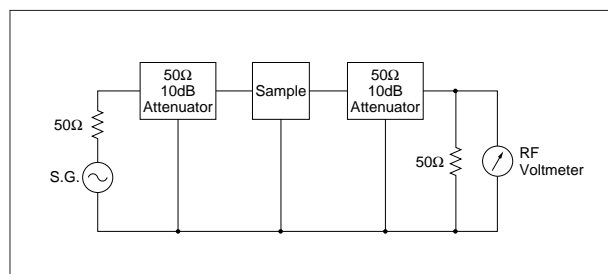 50Ω
10dB
Attenuator
Sample
50Ω
10dB
Attenuator
50Ω
S.G.
50Ω
RF
Voltmeter